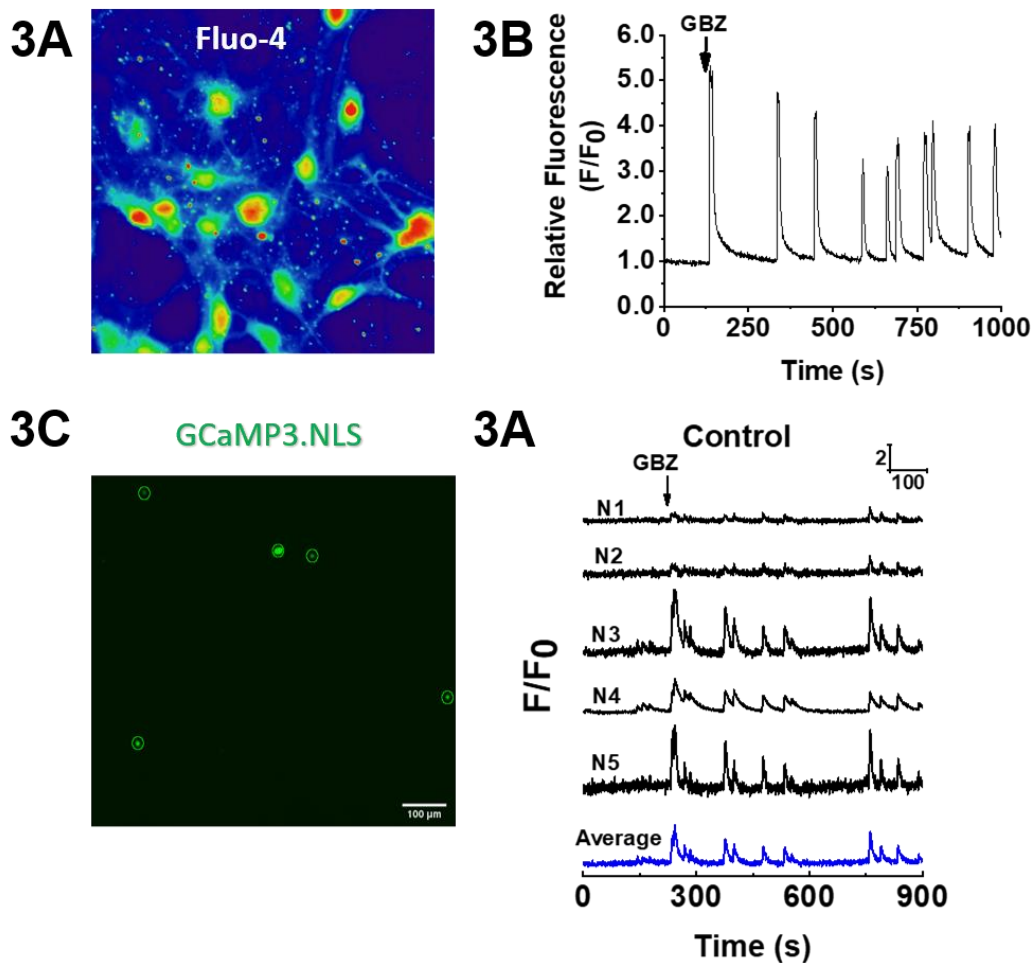 3A
Fluo-4
3B
GBZ
Relative Fluorescence
(F/F0)
6.0
5.0
4.0
3.0
2.0
1.0
0.0
0 250 500 750 1000
Time (s)
3C
GCaMP3.NLS
100 µm
3A
Control
GBZ
2
100
N1
N2
N3
N4
N5
Average
F/F0
0 300 600 900
Time (s)